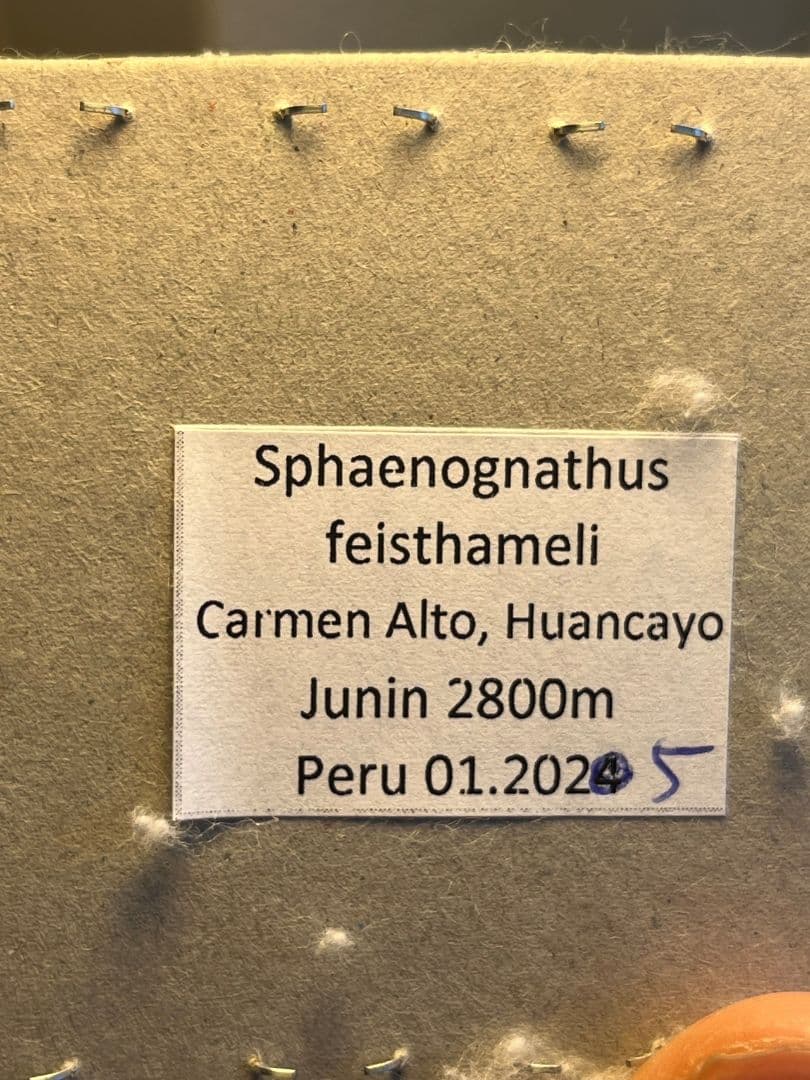 Sphaenognathus
feisthameli
Carmen Alto, Huancayo
Junin 2800m
Peru 01.2024 5